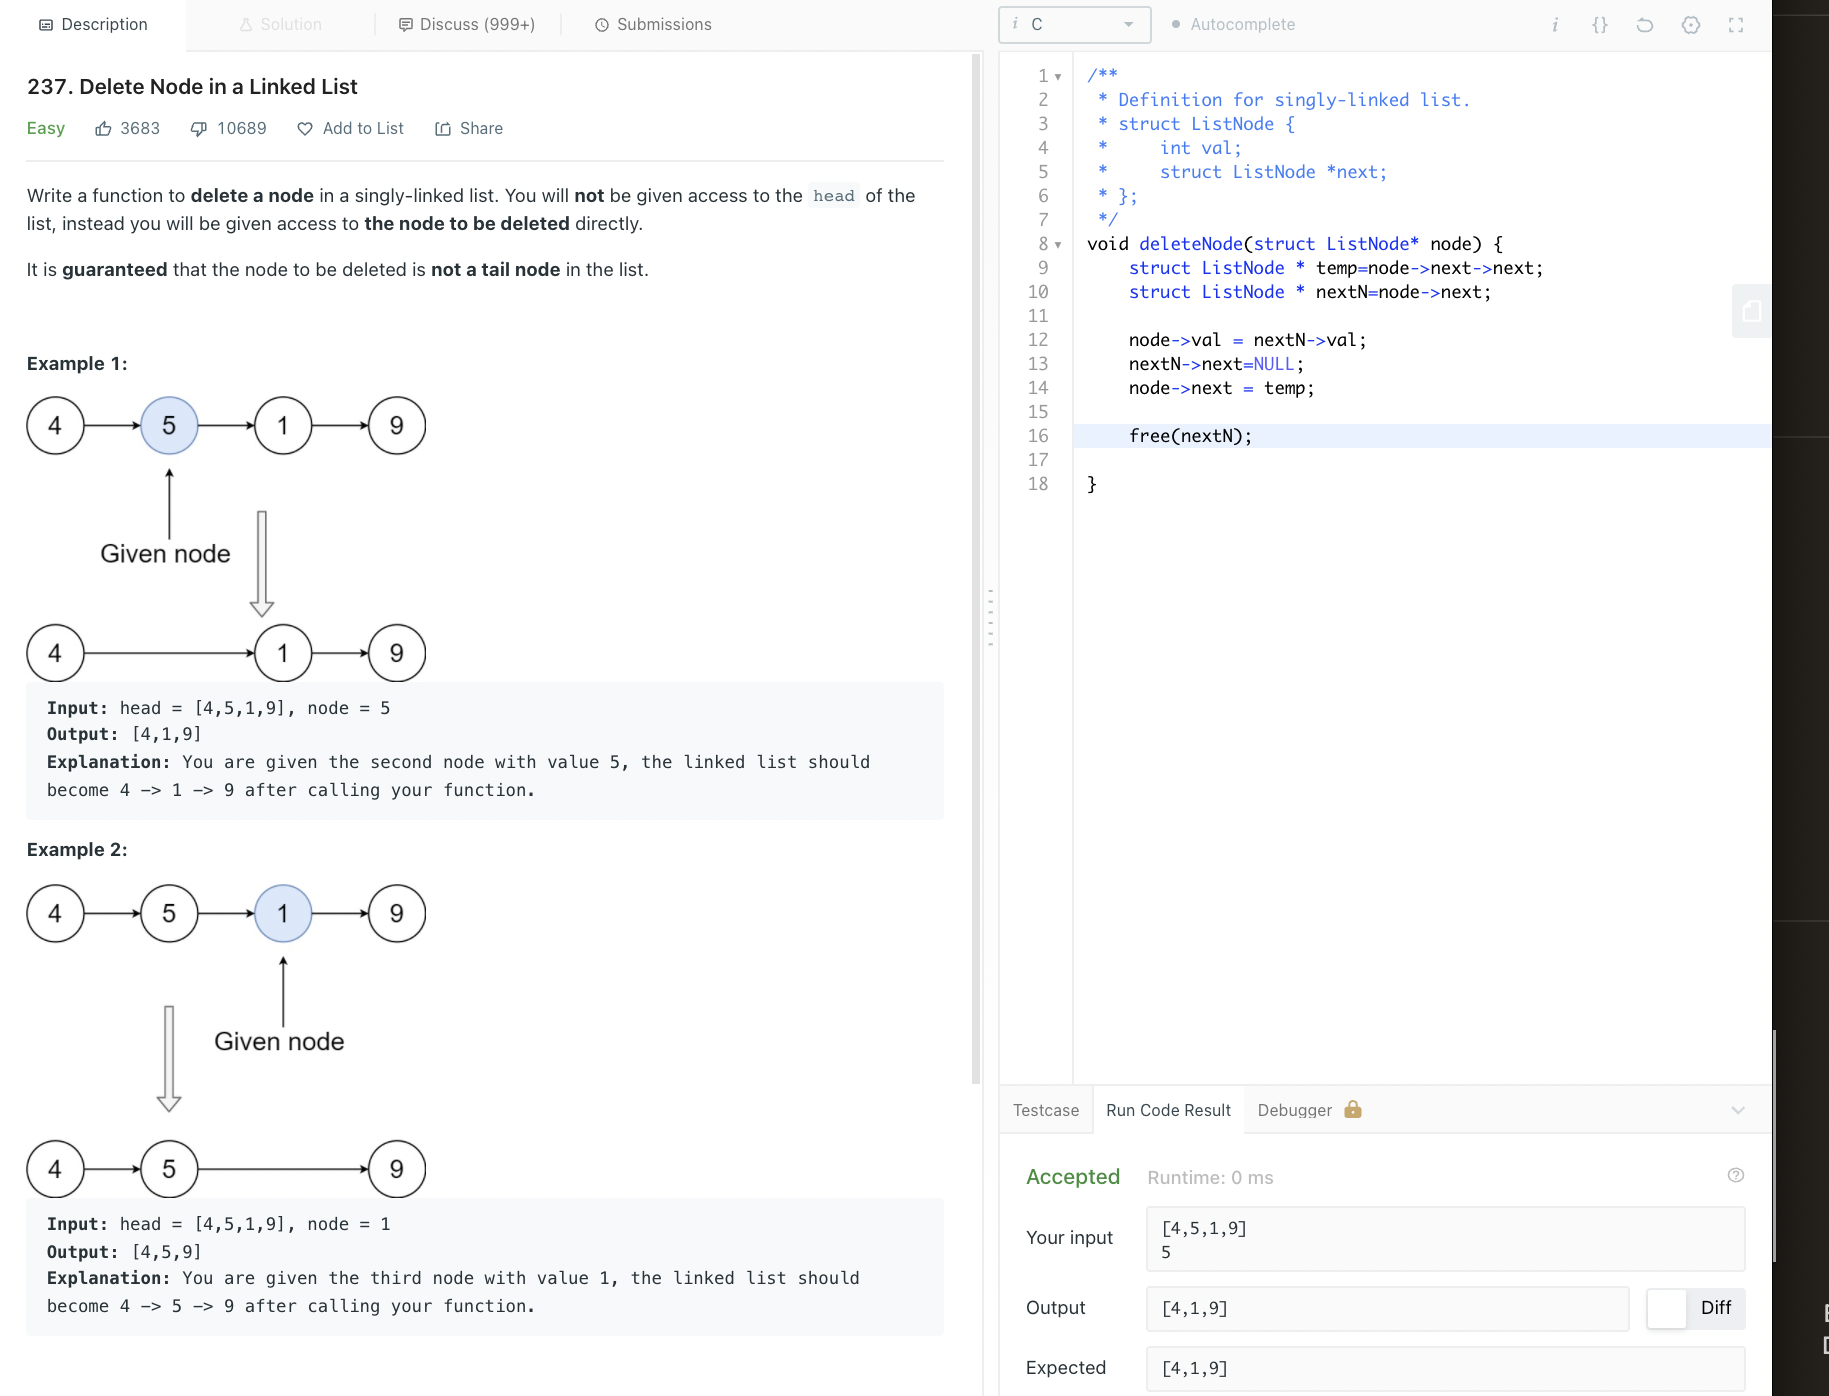 Description
Solution
Discuss (999+)
Submissions
237. Delete Node in a Linked List
Easy 3683 10689 Add to List Share
Write a function to delete a node in a singly-linked list. You will not be given access to the head of the
list, instead you will be given access to the node to be deleted directly.
It is guaranteed that the node to be deleted is not a tail node in the list.
Example 1:
4 5 1 9
Given node
4 1 9
Input: head = [4,5,1,9], node = 5
Output: [4,1,9]
Explanation: You are given the second node with value 5, the linked list should
become 4 -> 1 -> 9 after calling your function.
Example 2:
4 5 1 9
Given node
4 5 9
Input: head = [4,5,1,9], node = 1
Output: [4,5,9]
Explanation: You are given the third node with value 1, the linked list should
become 4 -> 5 -> 9 after calling your function.
i C
Autocomplete
i {}
1 /**
2  * Definition for singly-linked list.
3  * struct ListNode {
4  *     int val;
5  *     struct ListNode *next;
6  * };
7  */
8 void deleteNode(struct ListNode* node) {
9     struct ListNode * temp=node->next->next;
10     struct ListNode * nextN=node->next;
11
12     node->val = nextN->val;
13     nextN->next=NULL;
14     node->next = temp;
15
16     free(nextN);
17
18 }
Testcase
Run Code Result
Debugger
Accepted Runtime: 0 ms
Your input
[4,5,1,9]
5
Output
[4,1,9]
Diff
Expected
[4,1,9]